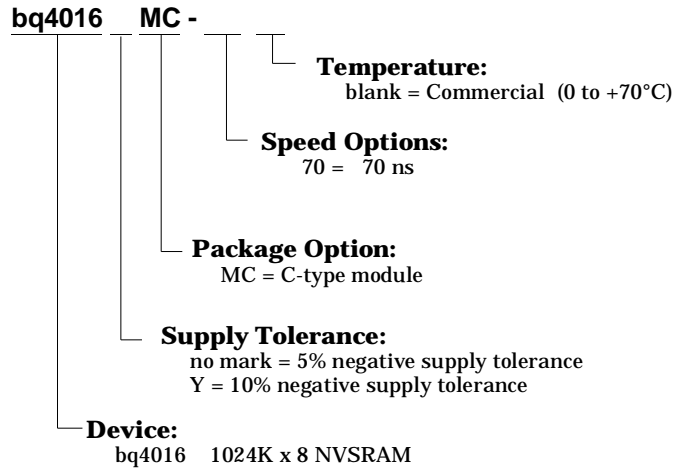 bq4016 MC -
Temperature:
blank = Commercial (0 to +70°C)
Speed Options:
70 = 70 ns
Package Option:
MC = C-type module
Supply Tolerance:
no mark = 5% negative supply tolerance
Y = 10% negative supply tolerance
Device:
bq4016 1024K x 8 NVSRAM